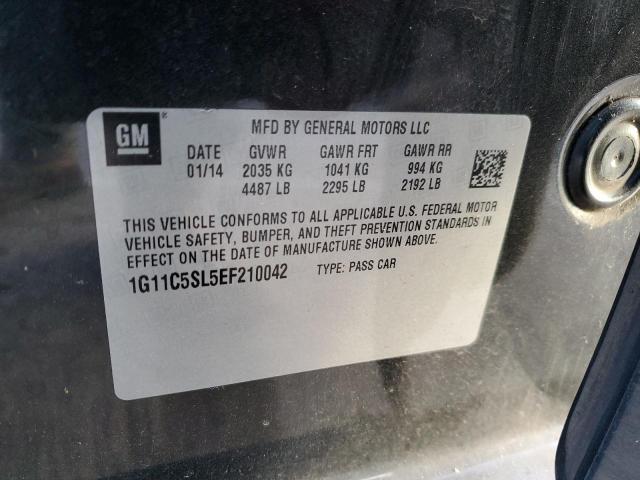 GM
MFD BY GENERAL MOTORS LLC
DATE GVWR GAWR FRT GAWR RR
01/14 2035 KG 1041 KG 994 KG
4487 LB 2295 LB 2192 LB
THIS VEHICLE CONFORMS TO ALL APPLICABLE U.S. FEDERAL MOTOR
VEHICLE SAFETY, BUMPER, AND THEFT PREVENTION STANDARDS IN
EFFECT ON THE DATE OF MANUFACTURE SHOWN ABOVE.
1G11C5SL5EF210042 TYPE: PASS CAR